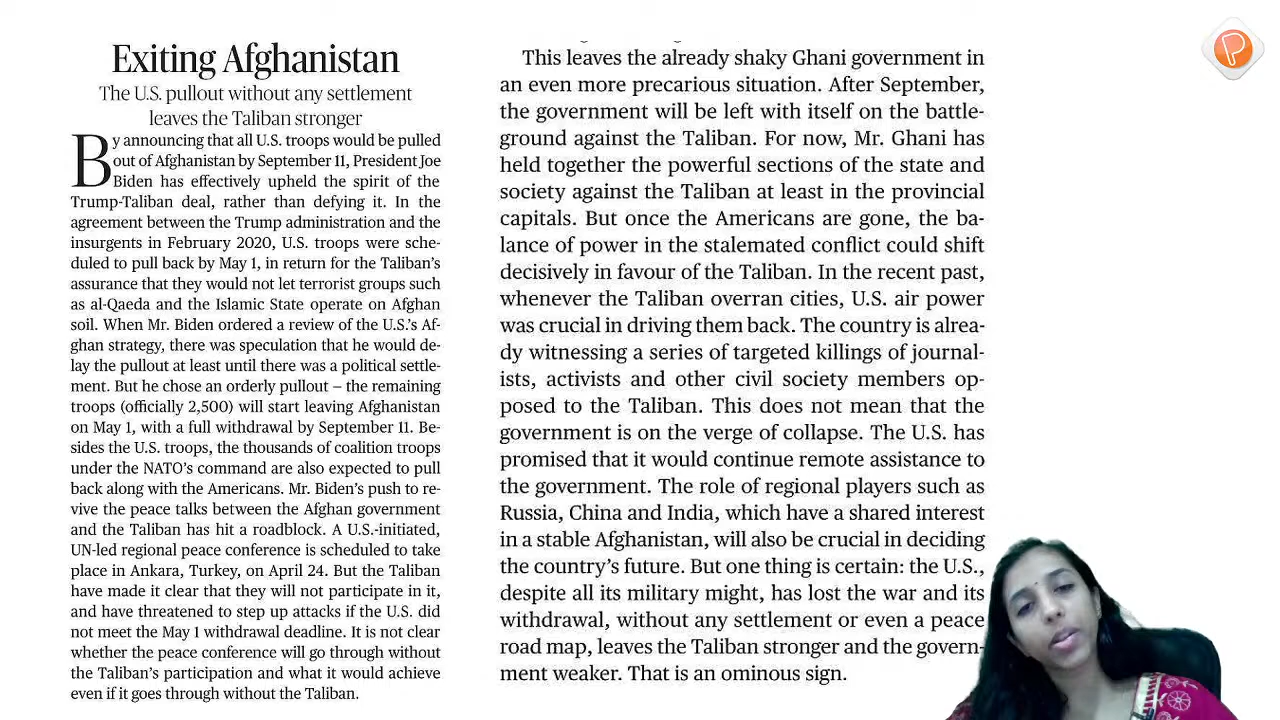 Exiting Afghanistan
The U.S. pullout without any settlement
leaves the Taliban stronger
By announcing that all U.S. troops would be pulled
out of Afghanistan by September 11, President Joe
Biden has effectively upheld the spirit of the
Trump-Taliban deal, rather than defying it. In the
agreement between the Trump administration and the
insurgents in February 2020, U.S. troops were sche-
duled to pull back by May 1, in return for the Taliban's
assurance that they would not let terrorist groups such
as al-Qaeda and the Islamic State operate on Afghan
soil. When Mr. Biden ordered a review of the U.S.'s Af-
ghan strategy, there was speculation that he would de-
lay the pullout at least until there was a political settle-
ment. But he chose an orderly pullout – the remaining
troops (officially 2,500) will start leaving Afghanistan
on May 1, with a full withdrawal by September 11. Be-
sides the U.S. troops, the thousands of coalition troops
under the NATO's command are also expected to pull
back along with the Americans. Mr. Biden's push to re-
vive the peace talks between the Afghan government
and the Taliban has hit a roadblock. A U.S.-initiated,
UN-led regional peace conference is scheduled to take
place in Ankara, Turkey, on April 24. But the Taliban
have made it clear that they will not participate in it,
and have threatened to step up attacks if the U.S. did
not meet the May 1 withdrawal deadline. It is not clear
whether the peace conference will go through without
the Taliban's participation and what it would achieve
even if it goes through without the Taliban.
This leaves the already shaky Ghani government in
an even more precarious situation. After September,
the government will be left with itself on the battle-
ground against the Taliban. For now, Mr. Ghani has
held together the powerful sections of the state and
society against the Taliban at least in the provincial
capitals. But once the Americans are gone, the ba-
lance of power in the stalemated conflict could shift
decisively in favour of the Taliban. In the recent past,
whenever the Taliban overran cities, U.S. air power
was crucial in driving them back. The country is alrea-
dy witnessing a series of targeted killings of journal-
ists, activists and other civil society members op-
posed to the Taliban. This does not mean that the
government is on the verge of collapse. The U.S. has
promised that it would continue remote assistance to
the government. The role of regional players such as
Russia, China and India, which have a shared interest
in a stable Afghanistan, will also be crucial in deciding
the country's future. But one thing is certain: the U.S.,
despite all its military might, has lost the war and its
withdrawal, without any settlement or even a peace
road map, leaves the Taliban stronger and the govern-
ment weaker. That is an ominous sign.